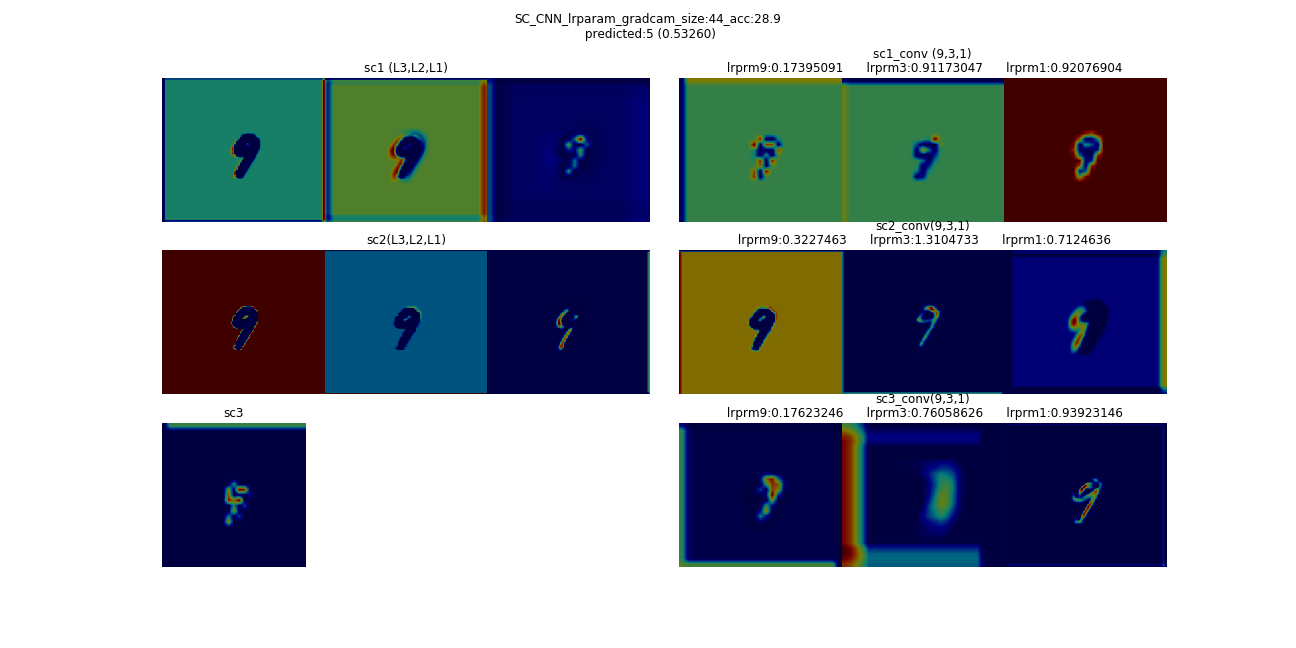 SC_CNN_lrparam_gradcam_size:44_acc:28.9
predicted:5 (0.53260)
sc1 (L3,L2,L1)
sc1_conv (9,3,1)
lrprm9:0.17395091 lrprm3:0.91173047 lrprm1:0.92076904
sc2(L3,L2,L1)
sc2_conv(9,3,1)
lrprm9:0.3227463 lrprm3:1.3104733 lrprm1:0.7124636
sc3
sc3_conv(9,3,1)
lrprm9:0.17623246 lrprm3:0.76058626 lrprm1:0.93923146